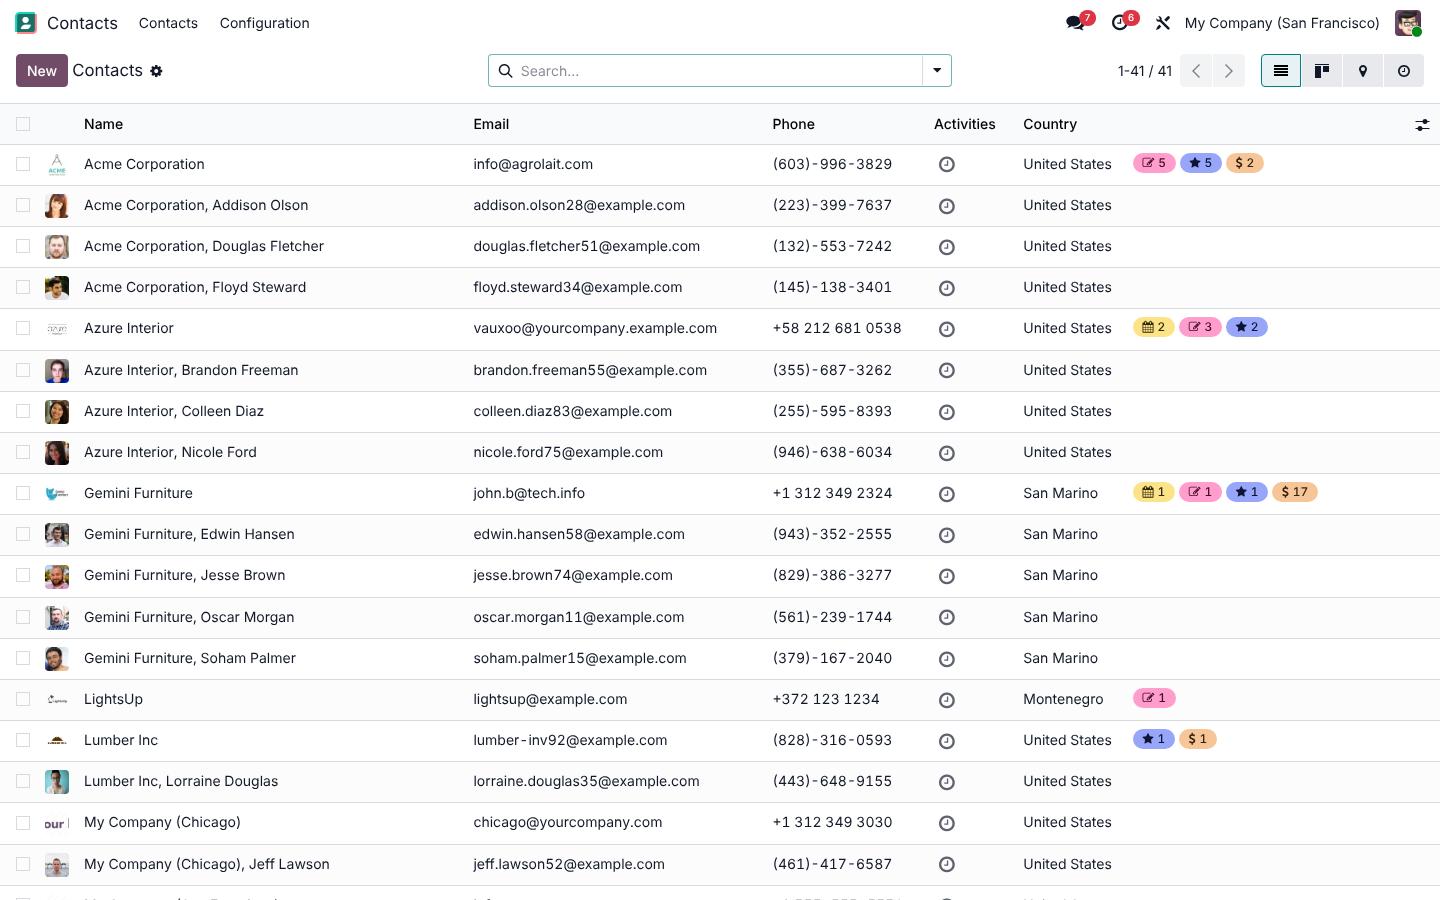 Contacts Contacts Configuration 7 6 My Company (San Francisco)
New Contacts Search... 1-41 / 41
Name Email Phone Activities Country
Acme Corporation info@agrolait.com (603)-996-3829 United States 5 5 $ 2
Acme Corporation, Addison Olson addison.olson28@example.com (223)-399-7637 United States
Acme Corporation, Douglas Fletcher douglas.fletcher51@example.com (132)-553-7242 United States
Acme Corporation, Floyd Steward floyd.steward34@example.com (145)-138-3401 United States
Azure Interior vauxoo@yourcompany.example.com +58 212 681 0538 United States 2 3 2
Azure Interior, Brandon Freeman brandon.freeman55@example.com (355)-687-3262 United States
Azure Interior, Colleen Diaz colleen.diaz83@example.com (255)-595-8393 United States
Azure Interior, Nicole Ford nicole.ford75@example.com (946)-638-6034 United States
Gemini Furniture john.b@tech.info +1 312 349 2324 San Marino 1 1 1 $ 17
Gemini Furniture, Edwin Hansen edwin.hansen58@example.com (943)-352-2555 San Marino
Gemini Furniture, Jesse Brown jesse.brown74@example.com (829)-386-3277 San Marino
Gemini Furniture, Oscar Morgan oscar.morgan11@example.com (561)-239-1744 San Marino
Gemini Furniture, Soham Palmer soham.palmer15@example.com (379)-167-2040 San Marino
LightsUp lightsup@example.com +372 123 1234 Montenegro 1
Lumber Inc lumber-inv92@example.com (828)-316-0593 United States 1 $ 1
Lumber Inc, Lorraine Douglas lorraine.douglas35@example.com (443)-648-9155 United States
our My Company (Chicago) chicago@yourcompany.com +1 312 349 3030 United States
My Company (Chicago), Jeff Lawson jeff.lawson52@example.com (461)-417-6587 United States